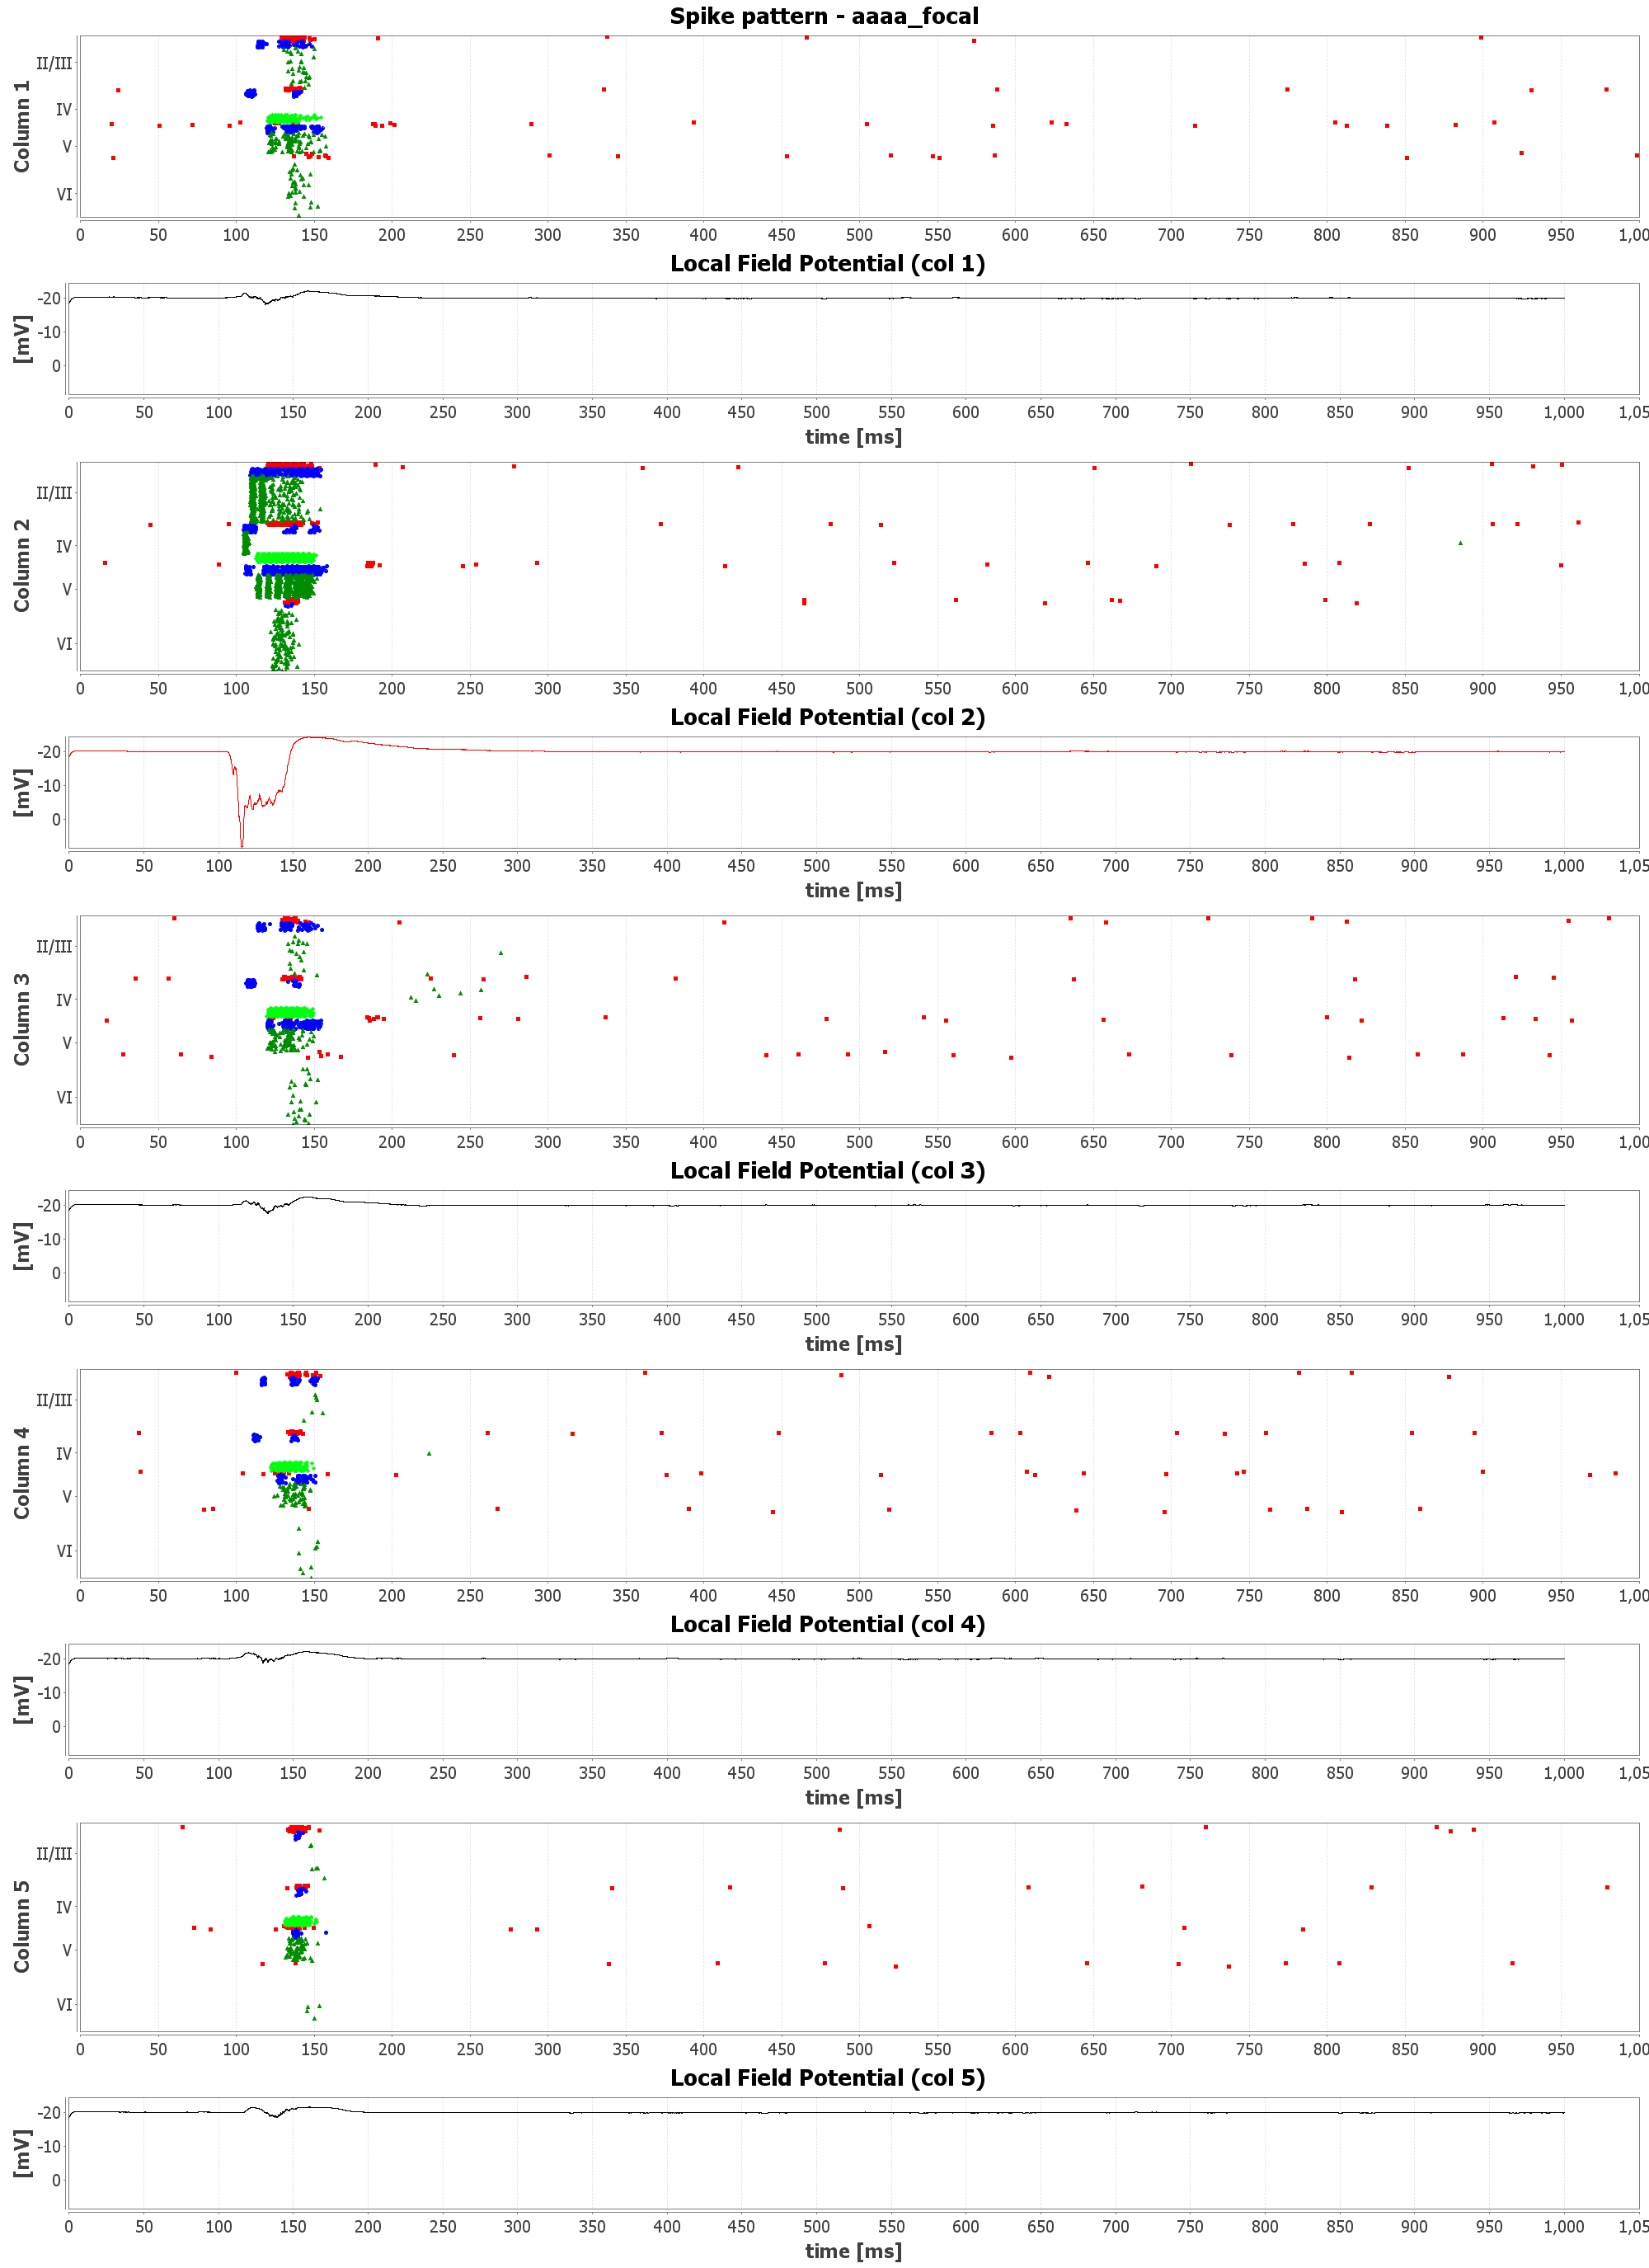 Spike pattern - aaaa_focal
Column 1
II/III
IV
V
VI
0 50 100 150 200 250 300 350 400 450 500 550 600 650 700 750 800 850 900 950 1,00
Local Field Potential (col 1)
[mV]
-20
-10
0
0 50 100 150 200 250 300 350 400 450 500 550 600 650 700 750 800 850 900 950 1,000 1,05
time [ms]
Column 2
II/III
IV
V
VI
0 50 100 150 200 250 300 350 400 450 500 550 600 650 700 750 800 850 900 950 1,00
Local Field Potential (col 2)
[mV]
-20
-10
0
0 50 100 150 200 250 300 350 400 450 500 550 600 650 700 750 800 850 900 950 1,000 1,05
time [ms]
Column 3
II/III
IV
V
VI
0 50 100 150 200 250 300 350 400 450 500 550 600 650 700 750 800 850 900 950 1,00
Local Field Potential (col 3)
[mV]
-20
-10
0
0 50 100 150 200 250 300 350 400 450 500 550 600 650 700 750 800 850 900 950 1,000 1,05
time [ms]
Column 4
II/III
IV
V
VI
0 50 100 150 200 250 300 350 400 450 500 550 600 650 700 750 800 850 900 950 1,00
Local Field Potential (col 4)
[mV]
-20
-10
0
0 50 100 150 200 250 300 350 400 450 500 550 600 650 700 750 800 850 900 950 1,000 1,05
time [ms]
Column 5
II/III
IV
V
VI
0 50 100 150 200 250 300 350 400 450 500 550 600 650 700 750 800 850 900 950 1,00
Local Field Potential (col 5)
[mV]
-20
-10
0
0 50 100 150 200 250 300 350 400 450 500 550 600 650 700 750 800 850 900 950 1,000 1,05
time [ms]